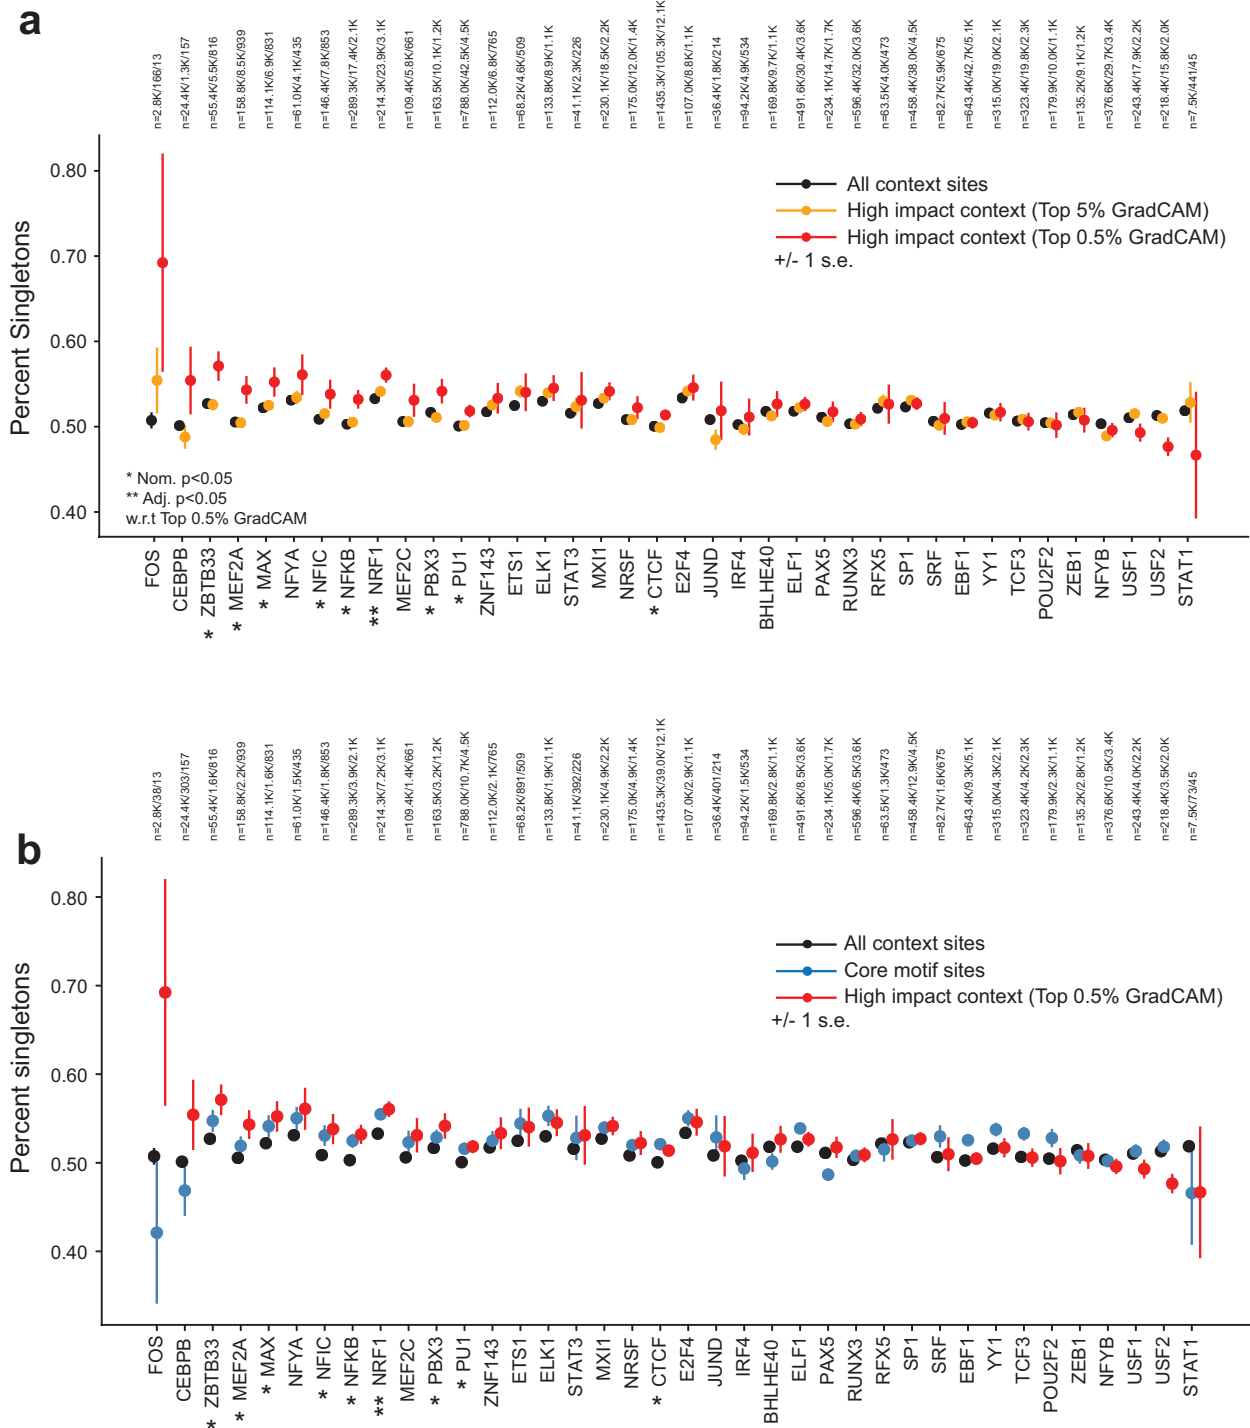 a
n=2.8K/166/13
n=24.4K/1.3K/157
n=55.4K/5.5K/816
n=158.8K/8.5K/939
n=114.1K/6.9K/831
n=61.0K/4.1K/435
n=146.4K/7.8K/853
n=289.3K/17.4K/2.1K
n=214.3K/23.9K/3.1K
n=109.4K/5.8K/661
n=163.5K/10.1K/1.2K
n=788.0K/42.5K/4.5K
n=112.0K/6.8K/765
n=68.2K/4.6K/509
n=133.8K/8.9K/1.1K
n=41.1K/2.3K/226
n=230.1K/18.5K/2.2K
n=175.0K/12.0K/1.4K
n=1435.3K/105.3K/12.1K
n=107.0K/8.8K/1.1K
n=36.4K/1.8K/214
n=94.2K/4.9K/534
n=169.8K/9.7K/1.1K
n=491.6K/30.4K/3.6K
n=234.1K/14.7K/1.7K
n=596.4K/32.0K/3.6K
n=63.5K/4.0K/473
n=458.4K/38.0K/4.5K
n=82.7K/5.9K/675
n=643.4K/42.7K/5.1K
n=315.0K/19.0K/2.1K
n=323.4K/19.8K/2.3K
n=179.9K/10.0K/1.1K
n=135.2K/9.1K/1.2K
n=376.6K/29.7K/3.4K
n=243.4K/17.9K/2.2K
n=218.4K/15.8K/2.0K
n=7.5K/41/45
Percent Singletons
0.80
0.70
0.60
0.50
0.40
All context sites
High impact context (Top 5% GradCAM)
High impact context (Top 0.5% GradCAM)
+/- 1 s.e.
* Nom. p<0.05
** Adj. p<0.05
w.r.t Top 0.5% GradCAM
FOS
CEBPB
* ZBTB33
* MEF2A
* MAX
NFYA
* NFIC
* NFKB
** NRF1
MEF2C
* PBX3
* PU1
ZNF143
ETS1
ELK1
STAT3
MXI1
NRSF
* CTCF
E2F4
JUND
IRF4
BHLHE40
ELF1
PAX5
RUNX3
RFX5
SP1
SRF
EBF1
YY1
TCF3
POU2F2
ZEB1
NFYB
USF1
USF2
STAT1
b
n=2.8K/38/13
n=24.4K/303/157
n=55.4K/1.6K/816
n=158.8K/2.2K/939
n=114.1K/1.6K/831
n=61.0K/1.5K/435
n=146.4K/1.8K/853
n=289.3K/3.9K/2.1K
n=214.3K/7.2K/3.1K
n=109.4K/1.4K/661
n=163.5K/3.2K/1.2K
n=788.0K/10.7K/4.5K
n=112.0K/2.1K/765
n=68.2K/891/509
n=133.8K/1.9K/1.1K
n=41.1K/392/226
n=230.1K/4.9K/2.2K
n=175.0K/4.9K/1.4K
n=1435.3K/39.0K/12.1K
n=107.0K/2.9K/1.1K
n=36.4K/401/214
n=94.2K/1.5K/534
n=169.8K/2.8K/1.1K
n=491.6K/8.5K/3.6K
n=234.1K/5.0K/1.7K
n=596.4K/6.5K/3.6K
n=63.5K/1.3K/473
n=458.4K/12.9K/4.5K
n=82.7K/1.6K/675
n=643.4K/9.3K/5.1K
n=315.0K/4.3K/2.1K
n=323.4K/4.2K/2.3K
n=179.9K/2.3K/1.1K
n=135.2K/2.8K/1.2K
n=376.6K/10.5K/3.4K
n=243.4K/4.0K/2.2K
n=218.4K/3.5K/2.0K
n=7.5K/73/45
Percent singletons
0.80
0.70
0.60
0.50
0.40
All context sites
Core motif sites
High impact context (Top 0.5% GradCAM)
+/- 1 s.e.
FOS
CEBPB
* ZBTB33
* MEF2A
* MAX
NFYA
* NFIC
* NFKB
** NRF1
MEF2C
* PBX3
* PU1
ZNF143
ETS1
ELK1
STAT3
MXI1
NRSF
* CTCF
E2F4
JUND
IRF4
BHLHE40
ELF1
PAX5
RUNX3
RFX5
SP1
SRF
EBF1
YY1
TCF3
POU2F2
ZEB1
NFYB
USF1
USF2
STAT1